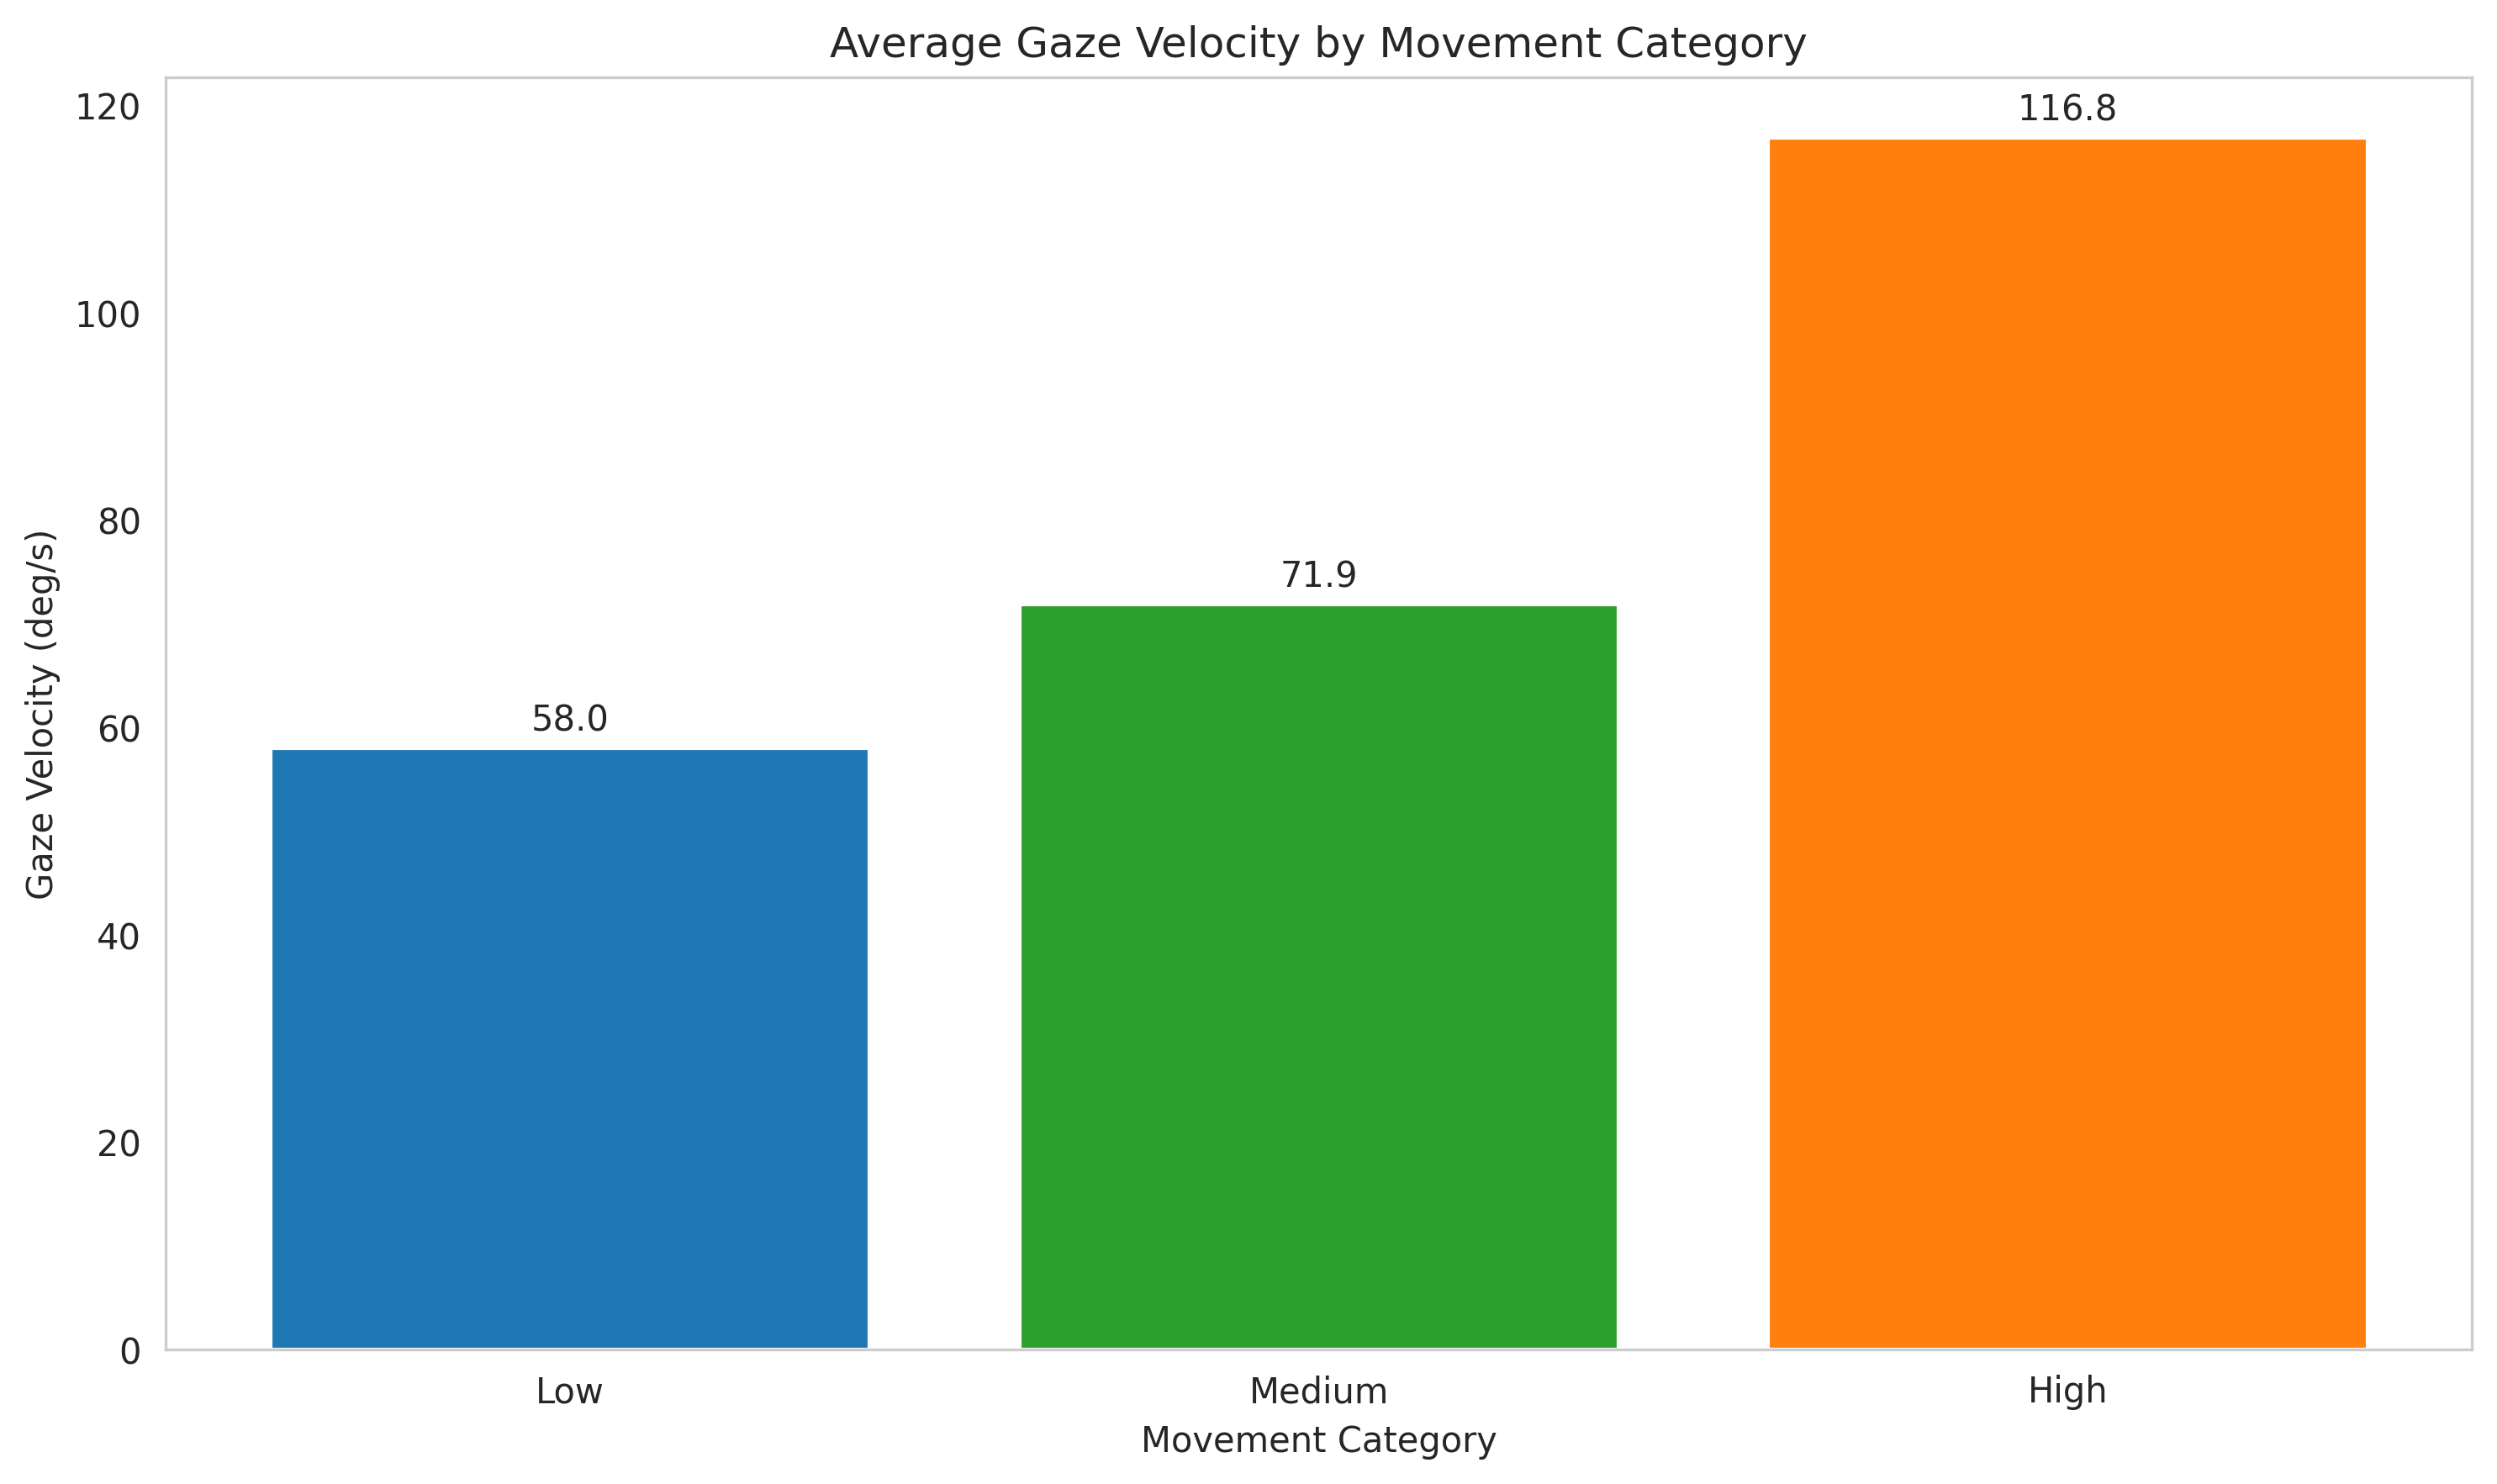 Average Gaze Velocity by Movement Category
120
100
80
60
40
20
0
Gaze Velocity (deg/s)
58.0
71.9
116.8
Low
Medium
High
Movement Category